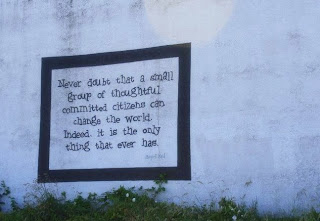 Never doubt that a small
group of thoughtful
committed citizens can
change the world.
Indeed, it is the only
thing that ever has.